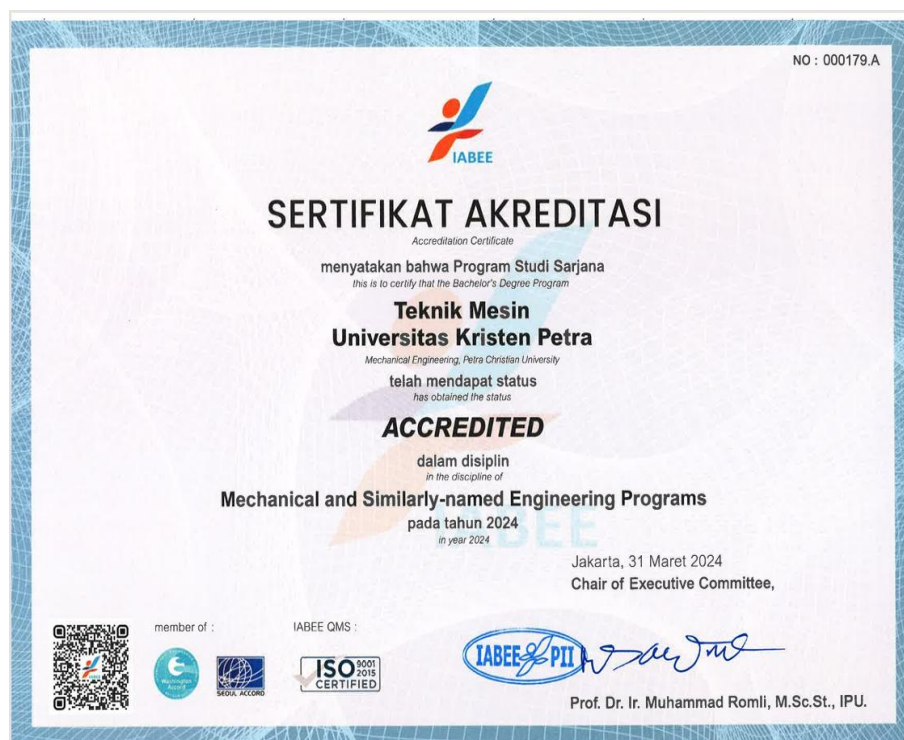 NO : 000179.A
IABEE
SERTIFIKAT AKREDITASI
Accreditation Certificate
menyatakan bahwa Program Studi Sarjana
this is to certify that the Bachelor's Degree Program
Teknik Mesin
Universitas Kristen Petra
Mechanical Engineering, Petra Christian University
telah mendapat status
has obtained the status
ACCREDITED
dalam disiplin
in the discipline of
Mechanical and Similarly-named Engineering Programs
pada tahun 2024
in year 2024
IABEE
Jakarta, 31 Maret 2024
Chair of Executive Committee,
member of :
IABEE QMS :
Washington
Accord
SEOUL ACCORD
ISO 9001
2015
CERTIFIED
IABEE PII
Prof. Dr. Ir. Muhammad Romli, M.Sc.St., IPU.